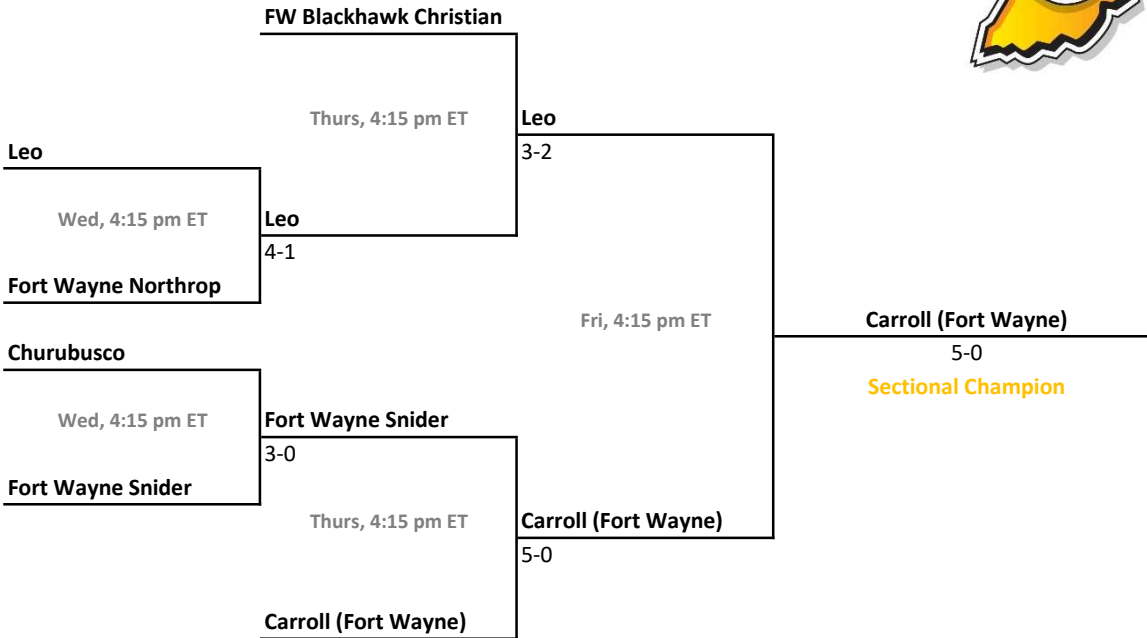 FW Blackhawk Christian
Thurs, 4:15 pm ET
Leo
3-2
Leo
Wed, 4:15 pm ET
Leo
4-1
Fort Wayne Northrop
Fri, 4:15 pm ET
Carroll (Fort Wayne)
5-0
Sectional Champion
Churubusco
Wed, 4:15 pm ET
Fort Wayne Snider
3-0
Fort Wayne Snider
Thurs, 4:15 pm ET
Carroll (Fort Wayne)
5-0
Carroll (Fort Wayne)